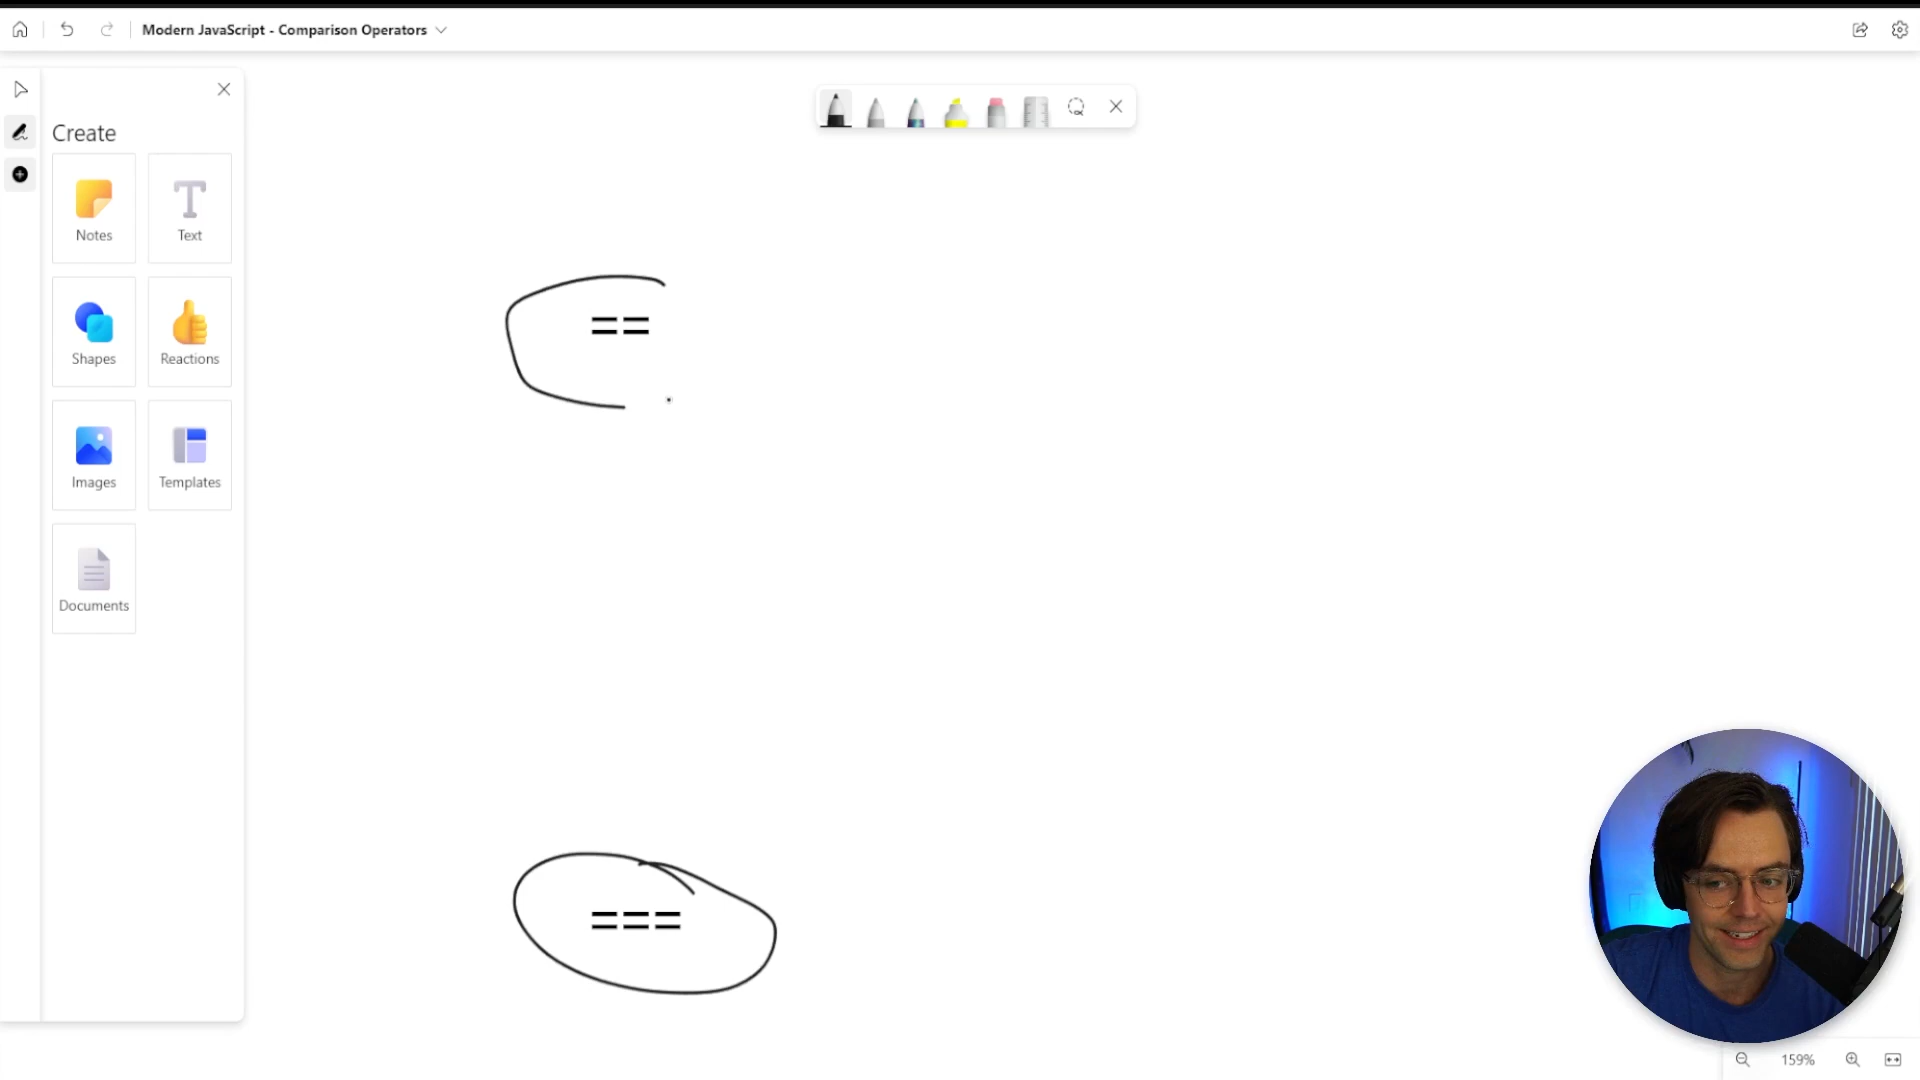 Modern JavaScript - Comparison Operators
Create
Notes
Text
Shapes
Reactions
Images
Templates
Documents
==
===
159%